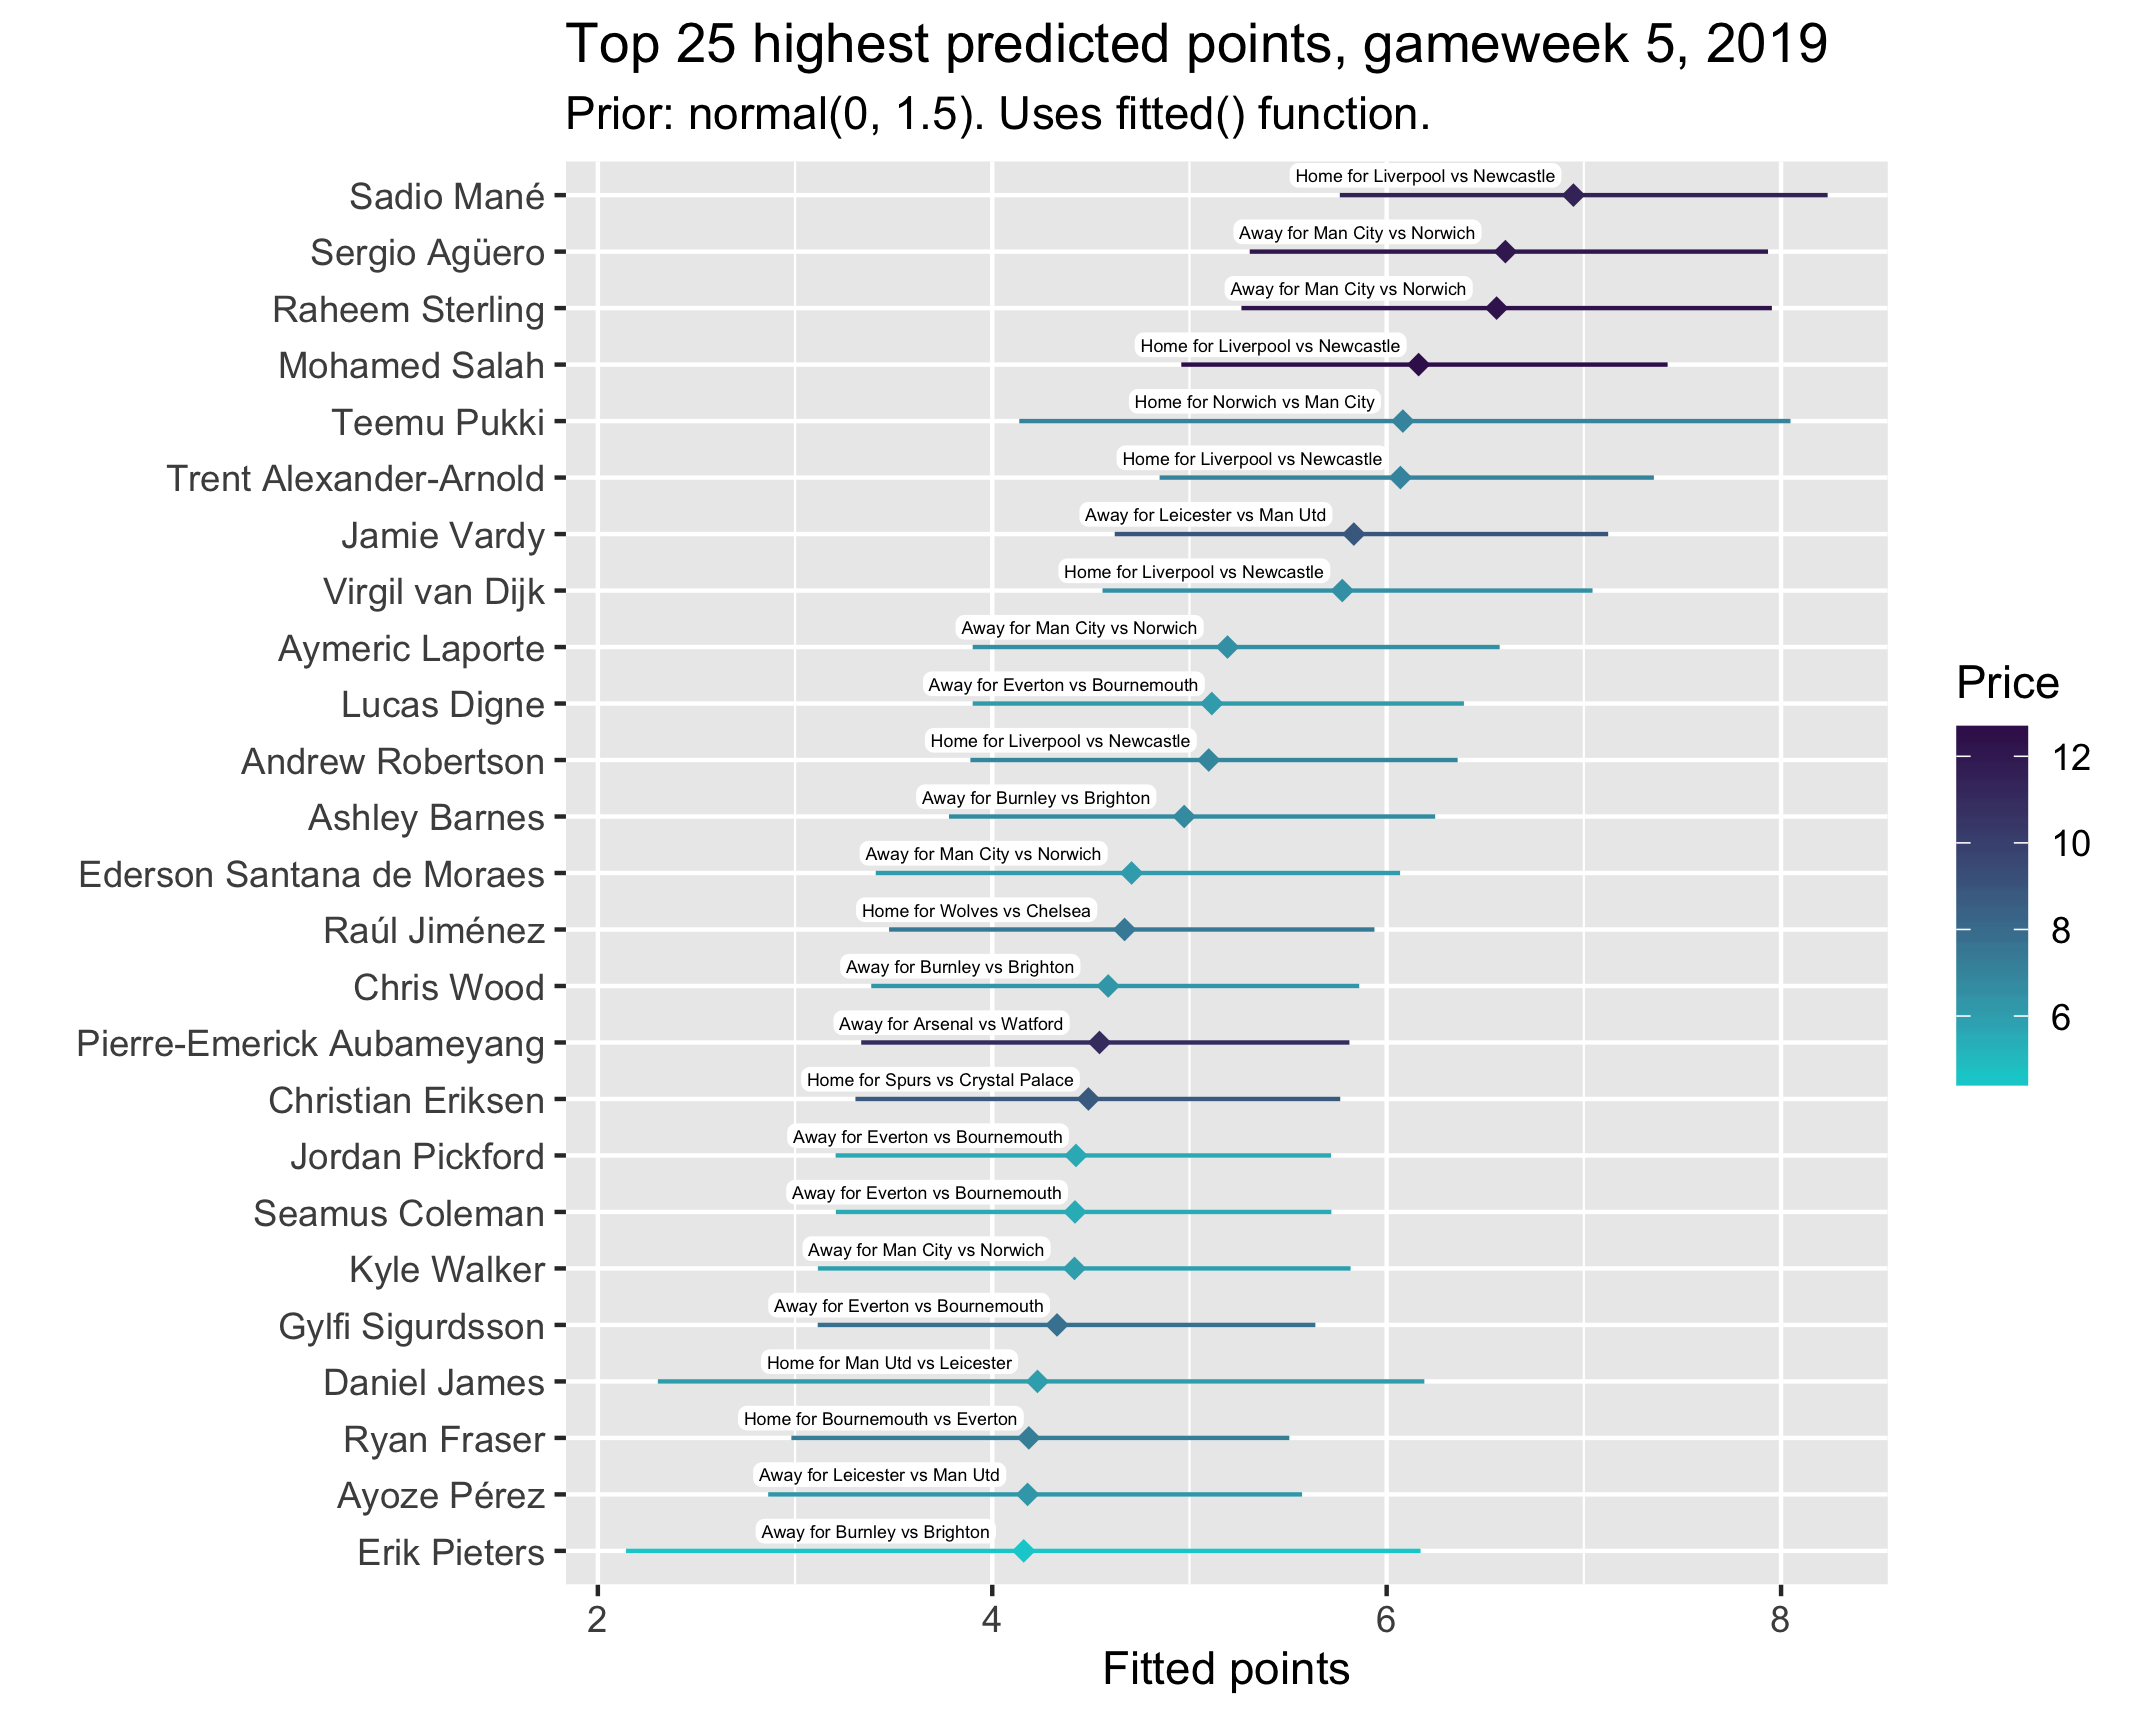 Top 25 highest predicted points, gameweek 5, 2019
Prior: normal(0, 1.5). Uses fitted() function.
Home for Liverpool vs Newcastle
Sadio Mané
Away for Man City vs Norwich
Sergio Agüero
Away for Man City vs Norwich
Raheem Sterling
Home for Liverpool vs Newcastle
Mohamed Salah
Home for Norwich vs Man City
Teemu Pukki
Home for Liverpool vs Newcastle
Trent Alexander-Arnold
Away for Leicester vs Man Utd
Jamie Vardy
Home for Liverpool vs Newcastle
Virgil van Dijk
Away for Man City vs Norwich
Aymeric Laporte
Away for Everton vs Bournemouth
Lucas Digne
Home for Liverpool vs Newcastle
Andrew Robertson
Away for Burnley vs Brighton
Ashley Barnes
Away for Man City vs Norwich
Ederson Santana de Moraes
Home for Wolves vs Chelsea
Raúl Jiménez
Away for Burnley vs Brighton
Chris Wood
Away for Arsenal vs Watford
Pierre-Emerick Aubameyang
Home for Spurs vs Crystal Palace
Christian Eriksen
Away for Everton vs Bournemouth
Jordan Pickford
Away for Everton vs Bournemouth
Seamus Coleman
Away for Man City vs Norwich
Kyle Walker
Away for Everton vs Bournemouth
Gylfi Sigurdsson
Home for Man Utd vs Leicester
Daniel James
Home for Bournemouth vs Everton
Ryan Fraser
Away for Leicester vs Man Utd
Ayoze Pérez
Away for Burnley vs Brighton
Erik Pieters
2 4 6 8
Fitted points
Price
12
10
8
6